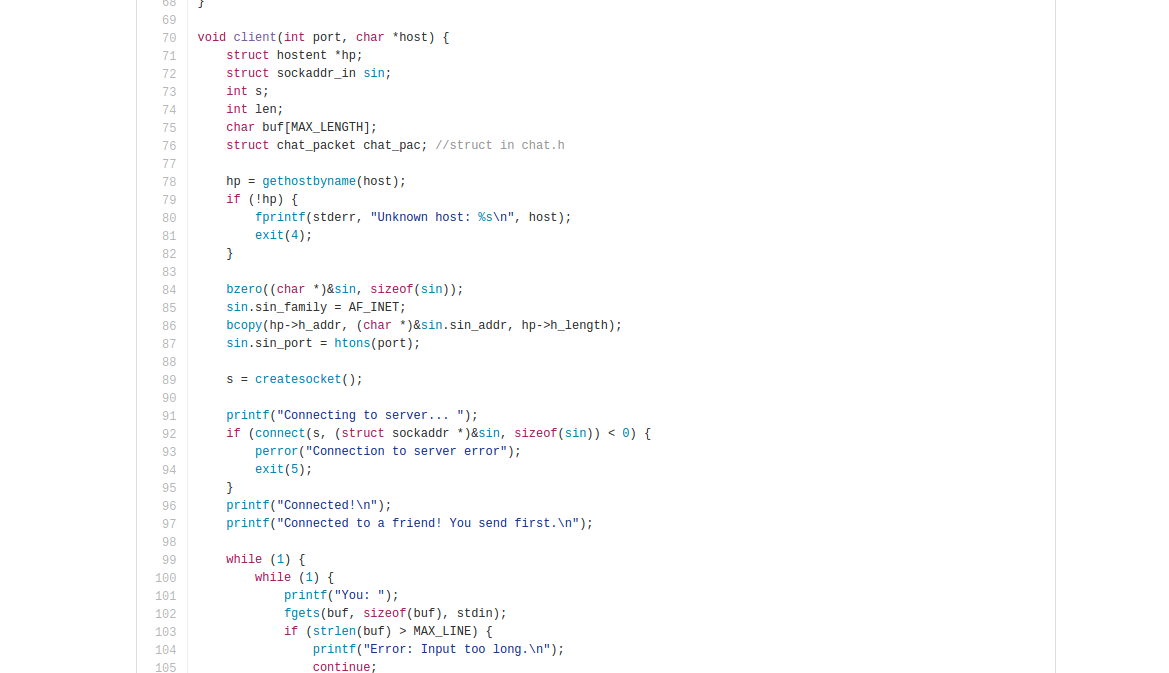 68 }
69
70 void client(int port, char *host) {
71     struct hostent *hp;
72     struct sockaddr_in sin;
73     int s;
74     int len;
75     char buf[MAX_LENGTH];
76     struct chat_packet chat_pac; //struct in chat.h
77
78     hp = gethostbyname(host);
79     if (!hp) {
80         fprintf(stderr, "Unknown host: %s\n", host);
81         exit(4);
82     }
83
84     bzero((char *)&sin, sizeof(sin));
85     sin.sin_family = AF_INET;
86     bcopy(hp->h_addr, (char *)&sin.sin_addr, hp->h_length);
87     sin.sin_port = htons(port);
88
89     s = createsocket();
90
91     printf("Connecting to server... ");
92     if (connect(s, (struct sockaddr *)&sin, sizeof(sin)) < 0) {
93         perror("Connection to server error");
94         exit(5);
95     }
96     printf("Connected!\n");
97     printf("Connected to a friend! You send first.\n");
98
99     while (1) {
100         while (1) {
101             printf("You: ");
102             fgets(buf, sizeof(buf), stdin);
103             if (strlen(buf) > MAX_LINE) {
104                 printf("Error: Input too long.\n");
105                 continue;